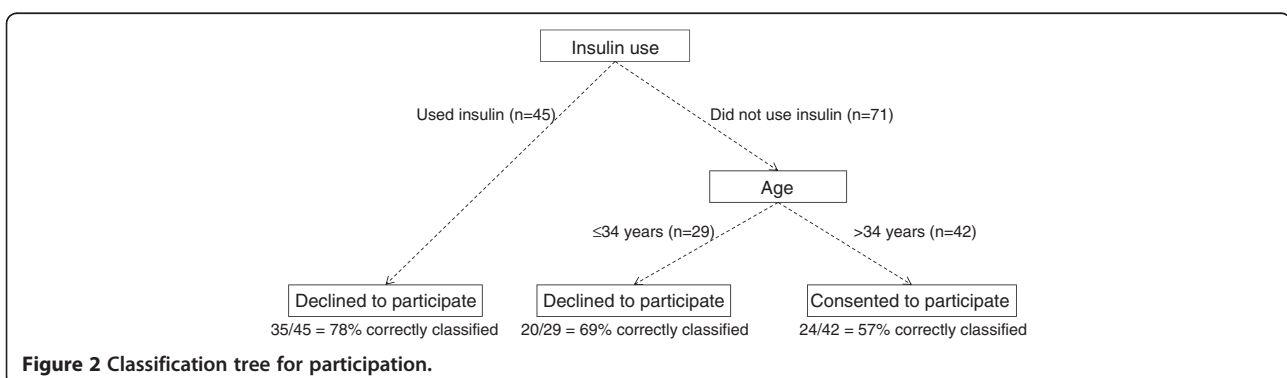 Insulin use
Used insulin (n=45)
Did not use insulin (n=71)
Age
≤34 years (n=29)
>34 years (n=42)
Declined to participate
Declined to participate
Consented to participate
35/45 = 78% correctly classified
20/29 = 69% correctly classified
24/42 = 57% correctly classified
Figure 2 Classification tree for participation.